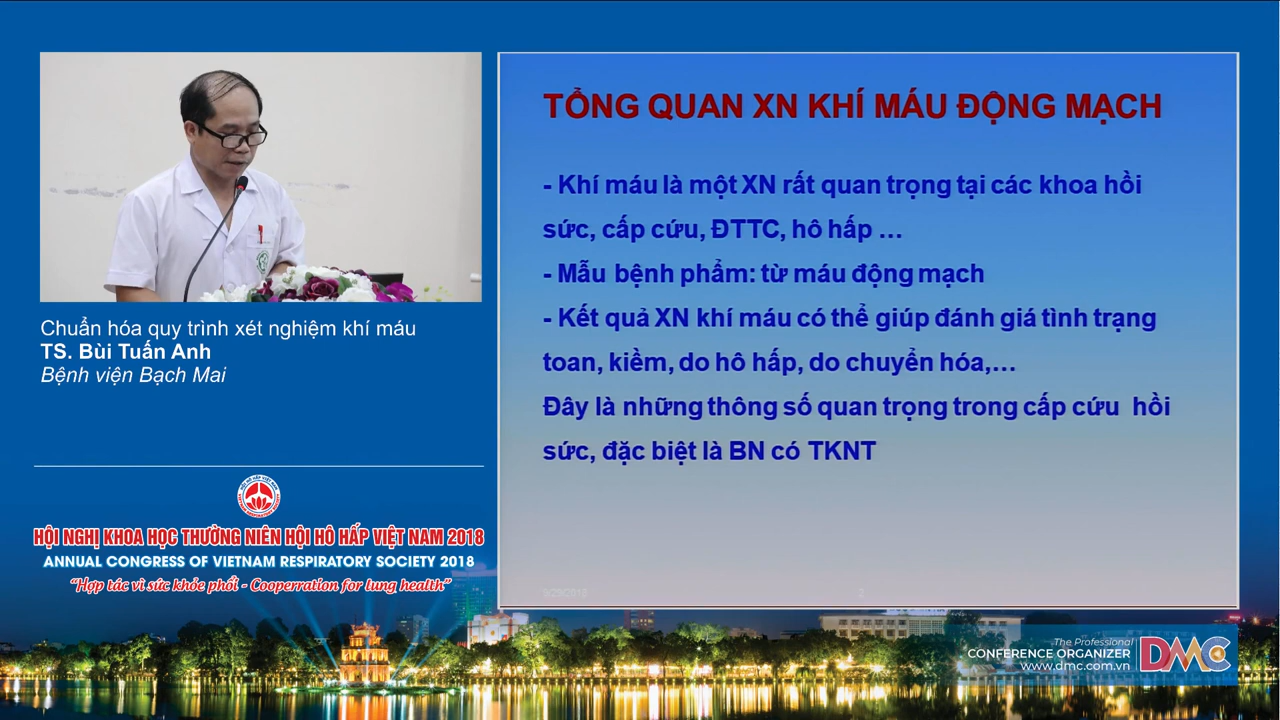 TỔNG QUAN XN KHÍ MÁU ĐỘNG MẠCH
- Khí máu là một XN rất quan trọng tại các khoa hồi
sức, cấp cứu, ĐTTC, hô hấp ...
- Mẫu bệnh phẩm: từ máu động mạch
- Kết quả XN khí máu có thể giúp đánh giá tình trạng
toan, kiềm, do hô hấp, do chuyển hóa,...
Đây là những thông số quan trọng trong cấp cứu hồi
sức, đặc biệt là BN có TKNT
Chuẩn hóa quy trình xét nghiệm khí máu
TS. Bùi Tuấn Anh
Bệnh viện Bạch Mai
HỘI NGHỊ KHOA HỌC THƯỜNG NIÊN HỘI HÔ HẤP VIỆT NAM 2018
ANNUAL CONGRESS OF VIETNAM RESPIRATORY SOCIETY 2018
"Hợp tác vì sức khỏe phổi - Cooperration for lung health"
The Professional
CONFERENCE ORGANIZER
www.dmc.com.vn
DMC